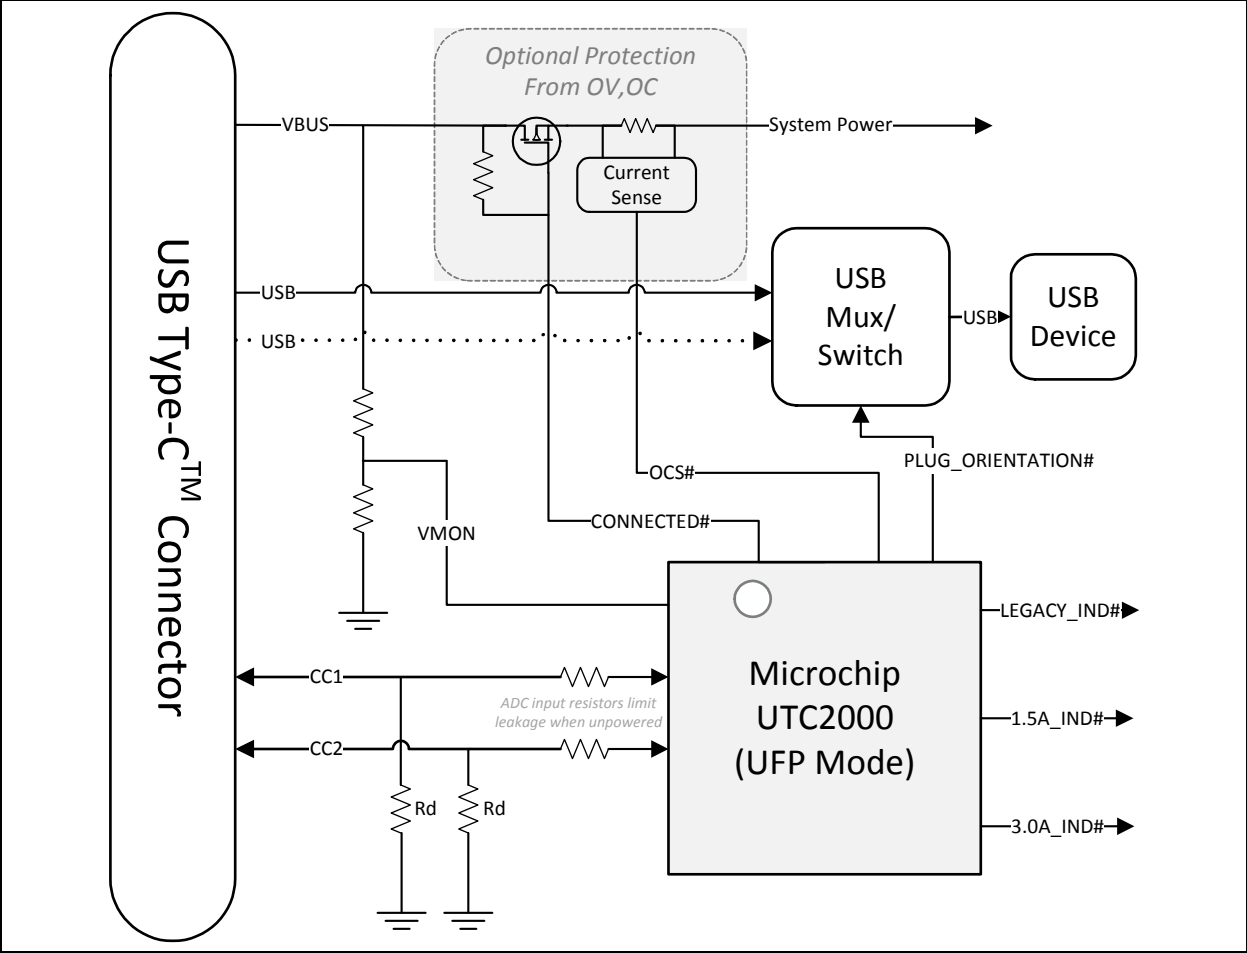 Optional Protection
From OV,OC
VBUS
System Power
Current
Sense
USB Type-C™ Connector
USB
USB
USB
Mux/
Switch
USB
USB
Device
PLUG_ORIENTATION#
OCS#
CONNECTED#
VMON
LEGACY_IND#
CC1
ADC input resistors limit
leakage when unpowered
Microchip
UTC2000
(UFP Mode)
1.5A_IND#
CC2
Rd
Rd
3.0A_IND#